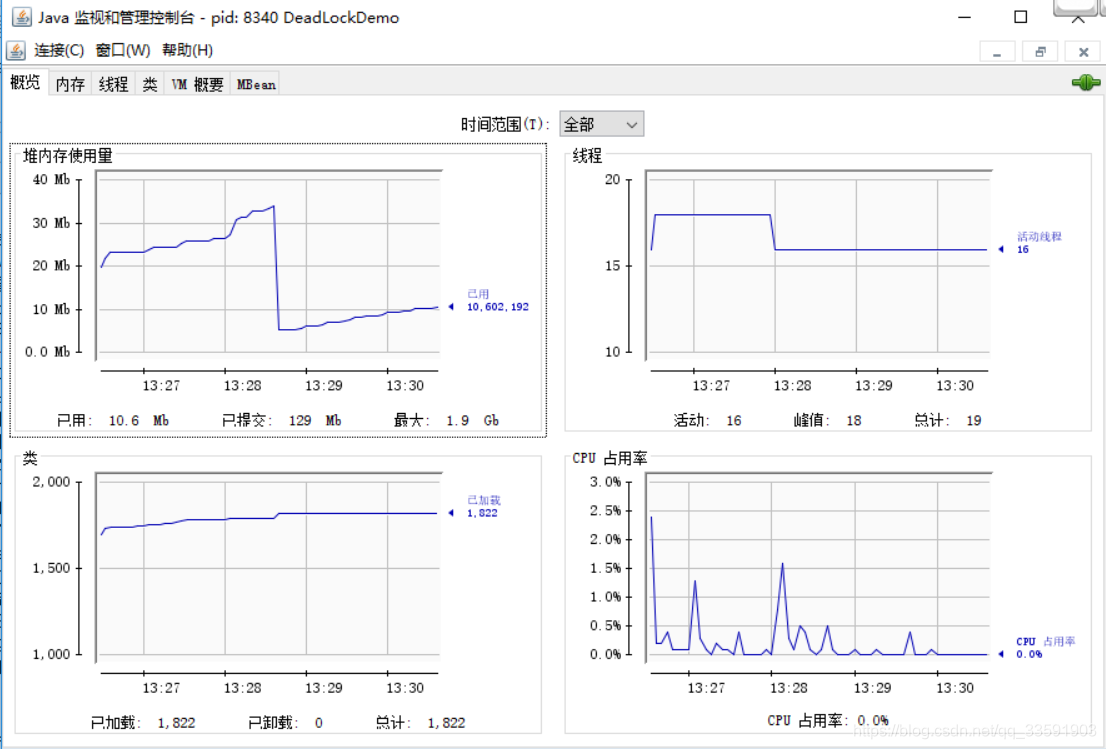 Java 监视和管理控制台 - pid: 8340 DeadLockDemo
连接(C) 窗口(W) 帮助(H)
概览 内存 线程 类 VM 概要 MBean
时间范围(T): 全部
堆内存使用量
40 Mb
30 Mb
20 Mb
10 Mb
0.0 Mb
已用
10,602,192
13:27 13:28 13:29 13:30
已用: 10.6 Mb 已提交: 129 Mb 最大: 1.9 Gb
线程
20
15
10
活动线程
16
13:27 13:28 13:29 13:30
活动: 16 峰值: 18 总计: 19
类
2,000
1,500
1,000
已加载
1,822
13:27 13:28 13:29 13:30
已加载: 1,822 已卸载: 0 总计: 1,822
CPU 占用率
3.0%
2.5%
2.0%
1.5%
1.0%
0.5%
0.0%
CPU 占用率
0.0%
13:27 13:28 13:29 13:30
CPU 占用率: 0.0%
https://blog.csdn.net/qq_33591903